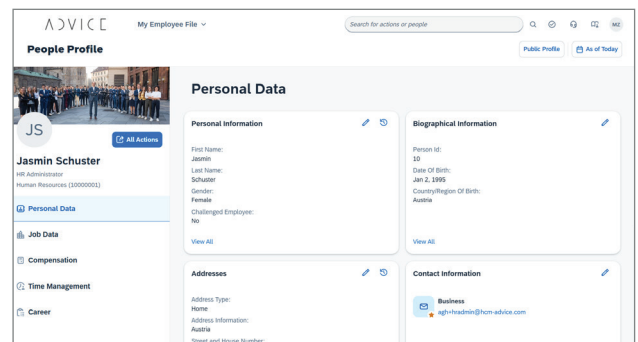 ADVICE
My Employee File
Search for actions or people
MZ
People Profile
Public Profile
As of Today
JS
All Actions
Jasmin Schuster
HR Administrator
Human Resources (10000001)
Personal Data
Job Data
Compensation
Time Management
Career
Personal Data
Personal Information
First Name:
Jasmin
Last Name:
Schuster
Gender:
Female
Challenged Employee:
No
View All
Biographical Information
Person Id:
10
Date Of Birth:
Jan 2, 1995
Country/Region Of Birth:
Austria
View All
Addresses
Address Type:
Home
Address Information:
Austria
Street and House Number:
Contact Information
Business
agh+hradmin@hcm-advice.com